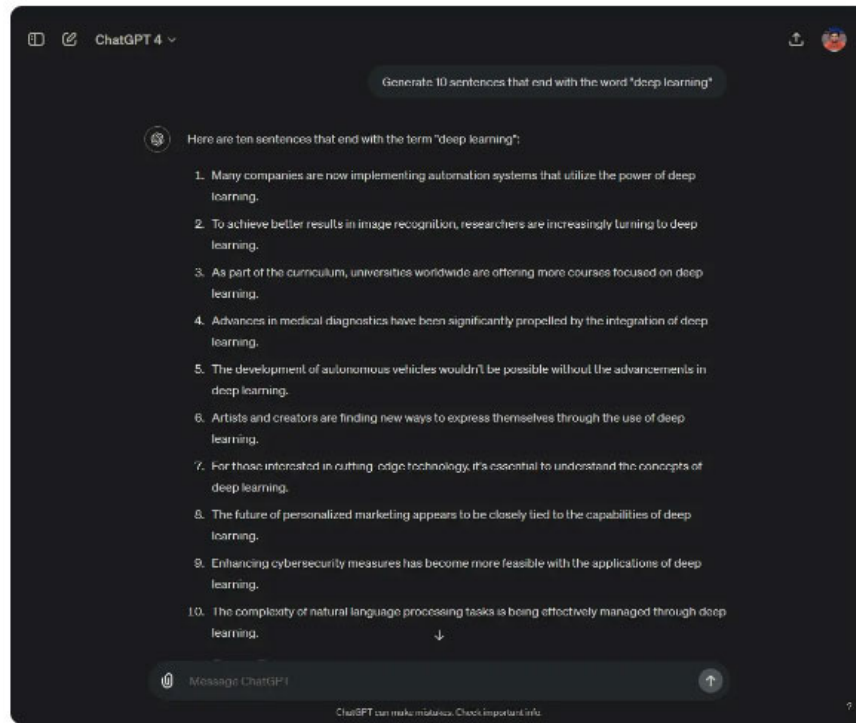 ChatGPT 4
Generate 10 sentences that end with the word "deep learning"
Here are ten sentences that end with the term "deep learning":
1. Many companies are now implementing automation systems that utilize the power of deep
learning.
2. To achieve better results in image recognition, researchers are increasingly turning to deep
learning.
3. As part of the curriculum, universities worldwide are offering more courses focused on deep
learning.
4. Advances in medical diagnostics have been significantly propelled by the integration of deep
learning.
5. The development of autonomous vehicles wouldn't be possible without the advancements in
deep learning.
6. Artists and creators are finding new ways to express themselves through the use of deep
learning.
7. For those interested in cutting-edge technology, it's essential to understand the concepts of
deep learning.
8. The future of personalized marketing appears to be closely tied to the capabilities of deep
learning.
9. Enhancing cybersecurity measures has become more feasible with the applications of deep
learning.
10. The complexity of natural language processing tasks is being effectively managed through deep
learning.
Message ChatGPT
ChatGPT can make mistakes. Check important info.
?